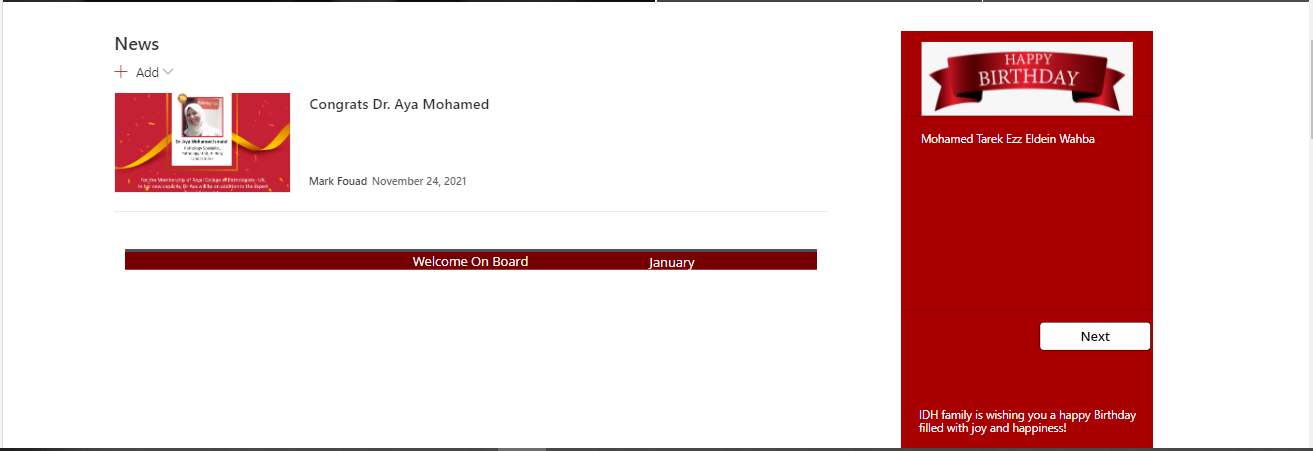 News
Add
Congrats Dr. Aya Mohamed
Dr. Aya Mohamed Ismaiel
Pathology Specialist,
For the Membership of Royal College of Pathologists - UK.
In her new capacity, Dr Aya will be an addition to the expert
Mark Fouad November 24, 2021
Welcome On Board
January
HAPPY
BIRTHDAY
Mohamed Tarek Ezz Eldein Wahba
Next
IDH family is wishing you a happy Birthday
filled with joy and happiness!